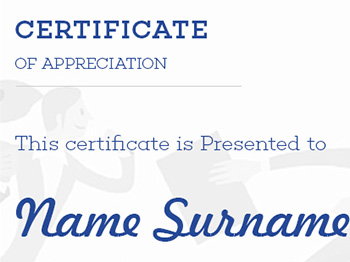 CERTIFICATE
OF APPRECIATION
This certificate is Presented to
Name Surname